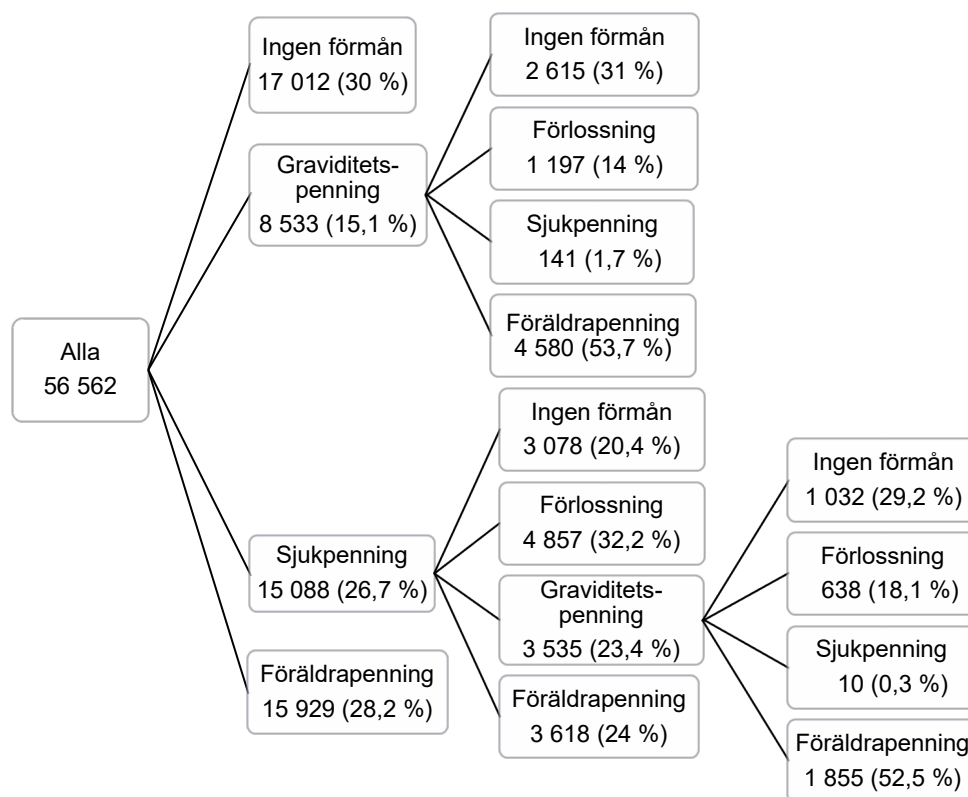 Alla
56 562
Ingen förmån
17 012 (30 %)
Graviditets-
penning
8 533 (15,1 %)
Sjukpenning
15 088 (26,7 %)
Föräldrapenning
15 929 (28,2 %)
Ingen förmån
2 615 (31 %)
Förlossning
1 197 (14 %)
Sjukpenning
141 (1,7 %)
Föräldrapenning
4 580 (53,7 %)
Ingen förmån
3 078 (20,4 %)
Förlossning
4 857 (32,2 %)
Graviditets-
penning
3 535 (23,4 %)
Föräldrapenning
3 618 (24 %)
Ingen förmån
1 032 (29,2 %)
Förlossning
638 (18,1 %)
Sjukpenning
10 (0,3 %)
Föräldrapenning
1 855 (52,5 %)